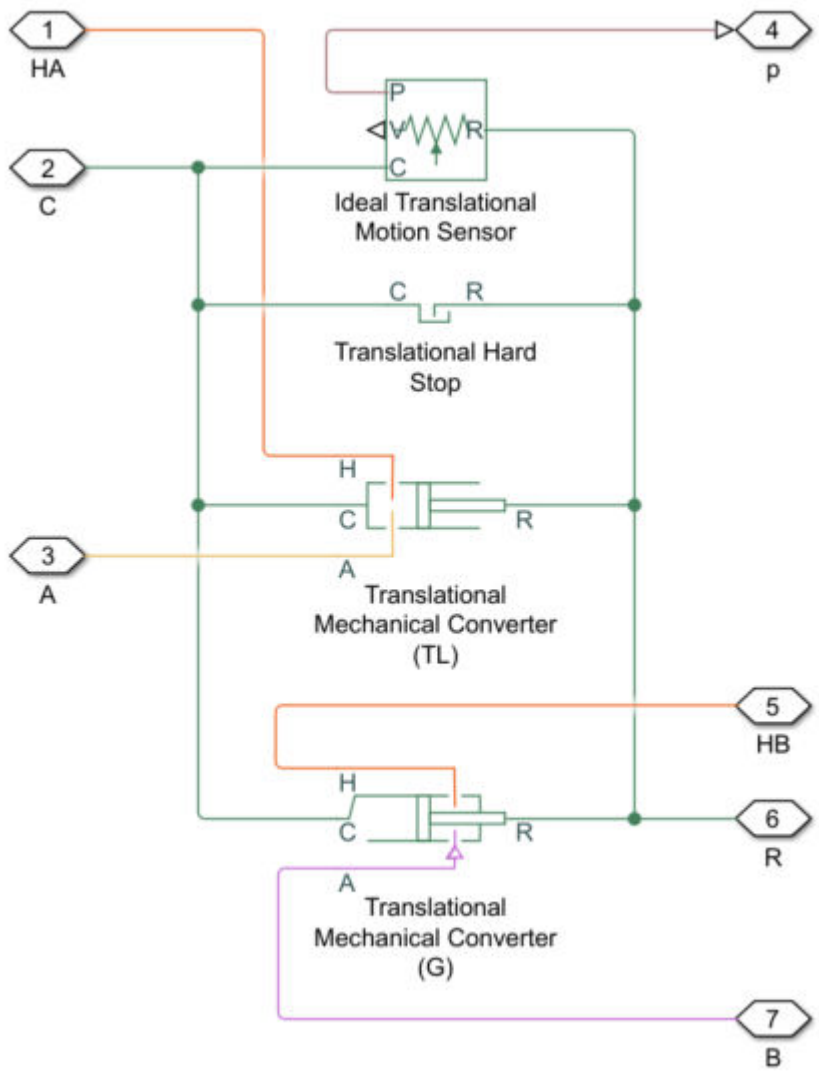 1
HA
4
p
P
V
R
C
2
C
Ideal Translational
Motion Sensor
C
R
Translational Hard
Stop
H
C
R
3
A
A
Translational
Mechanical Converter
(TL)
5
HB
H
C
R
6
R
A
Translational
Mechanical Converter
(G)
7
B